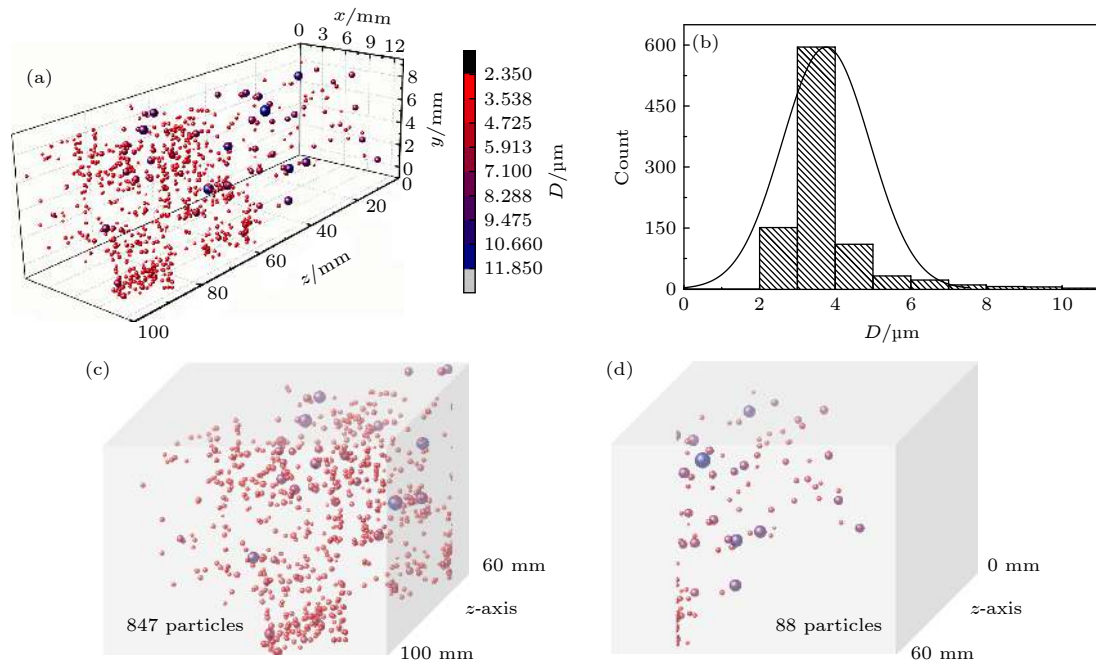 (a)
x/mm
0 3 6 9 12
8
6
4
2
0
y/mm
20
40
60
80
100
z/mm
2.350
3.538
4.725
5.913
7.100
8.288
9.475
10.660
11.850
D/µm
(b)
600
450
300
150
0
Count
0 2 4 6 8 10
D/µm
(c)
60 mm
z-axis
100 mm
847 particles
(d)
0 mm
z-axis
60 mm
88 particles